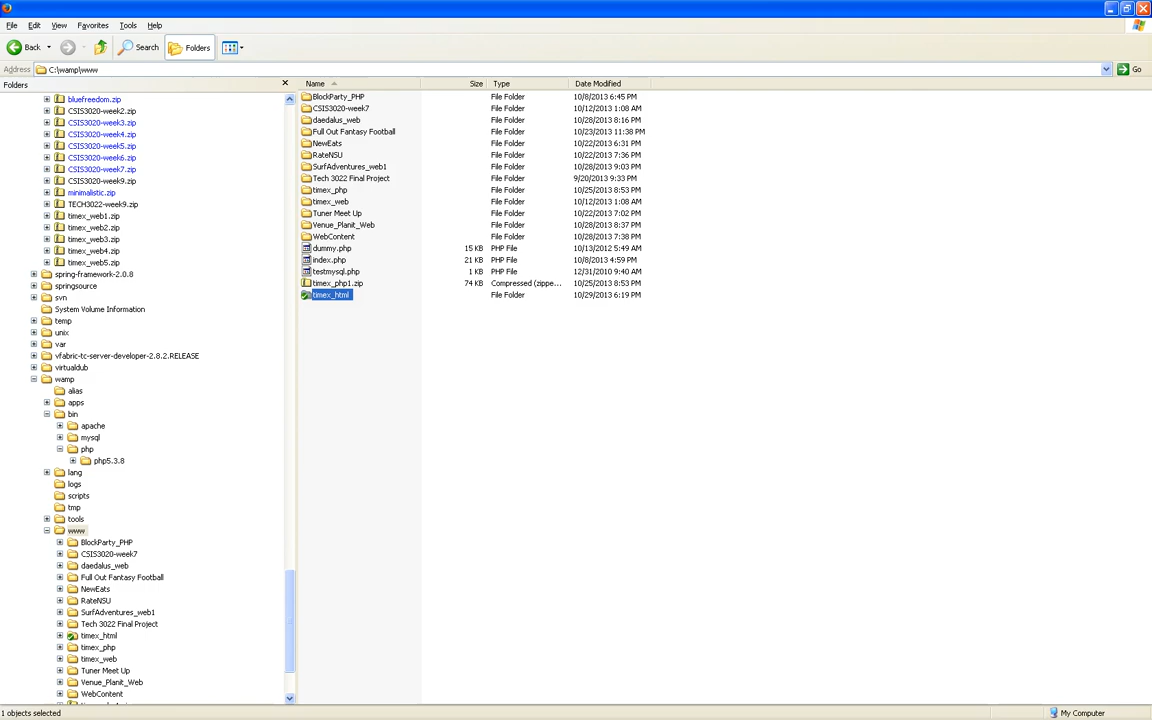 File Edit View Favorites Tools Help
Back Search Folders
Address C:\wamp\www Go
Folders
bluefreedom.zip
CSIS3020-week2.zip
CSIS3020-week3.zip
CSIS3020-week4.zip
CSIS3020-week5.zip
CSIS3020-week6.zip
CSIS3020-week7.zip
CSIS3020-week9.zip
minimalistic.zip
TECH3022-week9.zip
timex_web1.zip
timex_web2.zip
timex_web3.zip
timex_web4.zip
timex_web5.zip
spring-framework-2.0.8
springsource
svn
System Volume Information
temp
unix
var
vfabric-tc-server-developer-2.8.2.RELEASE
virtualdub
wamp
alias
apps
bin
apache
mysql
php
php5.3.8
lang
logs
scripts
tmp
tools
www
BlockParty_PHP
CSIS3020-week7
daedalus_web
Full Out Fantasy Football
NewEats
RateNSU
SurfAdventures_web1
Tech 3022 Final Project
timex_html
timex_php
timex_web
Tuner Meet Up
Venue_Planit_Web
WebContent
Name Size Type Date Modified
BlockParty_PHP File Folder 10/8/2013 6:45 PM
CSIS3020-week7 File Folder 10/12/2013 1:08 AM
daedalus_web File Folder 10/28/2013 8:16 PM
Full Out Fantasy Football File Folder 10/23/2013 11:38 PM
NewEats File Folder 10/22/2013 6:31 PM
RateNSU File Folder 10/22/2013 7:36 PM
SurfAdventures_web1 File Folder 10/28/2013 9:03 PM
Tech 3022 Final Project File Folder 9/20/2013 9:33 PM
timex_php File Folder 10/25/2013 8:53 PM
timex_web File Folder 10/12/2013 1:08 AM
Tuner Meet Up File Folder 10/22/2013 7:02 PM
Venue_Planit_Web File Folder 10/28/2013 8:37 PM
WebContent File Folder 10/28/2013 7:38 PM
dummy.php 15 KB PHP File 10/13/2012 5:49 AM
index.php 21 KB PHP File 10/8/2013 4:59 PM
testmysql.php 1 KB PHP File 12/31/2010 9:40 AM
timex_php1.zip 74 KB Compressed (zippe... 10/25/2013 8:53 PM
timex_html File Folder 10/29/2013 6:19 PM
1 objects selected My Computer